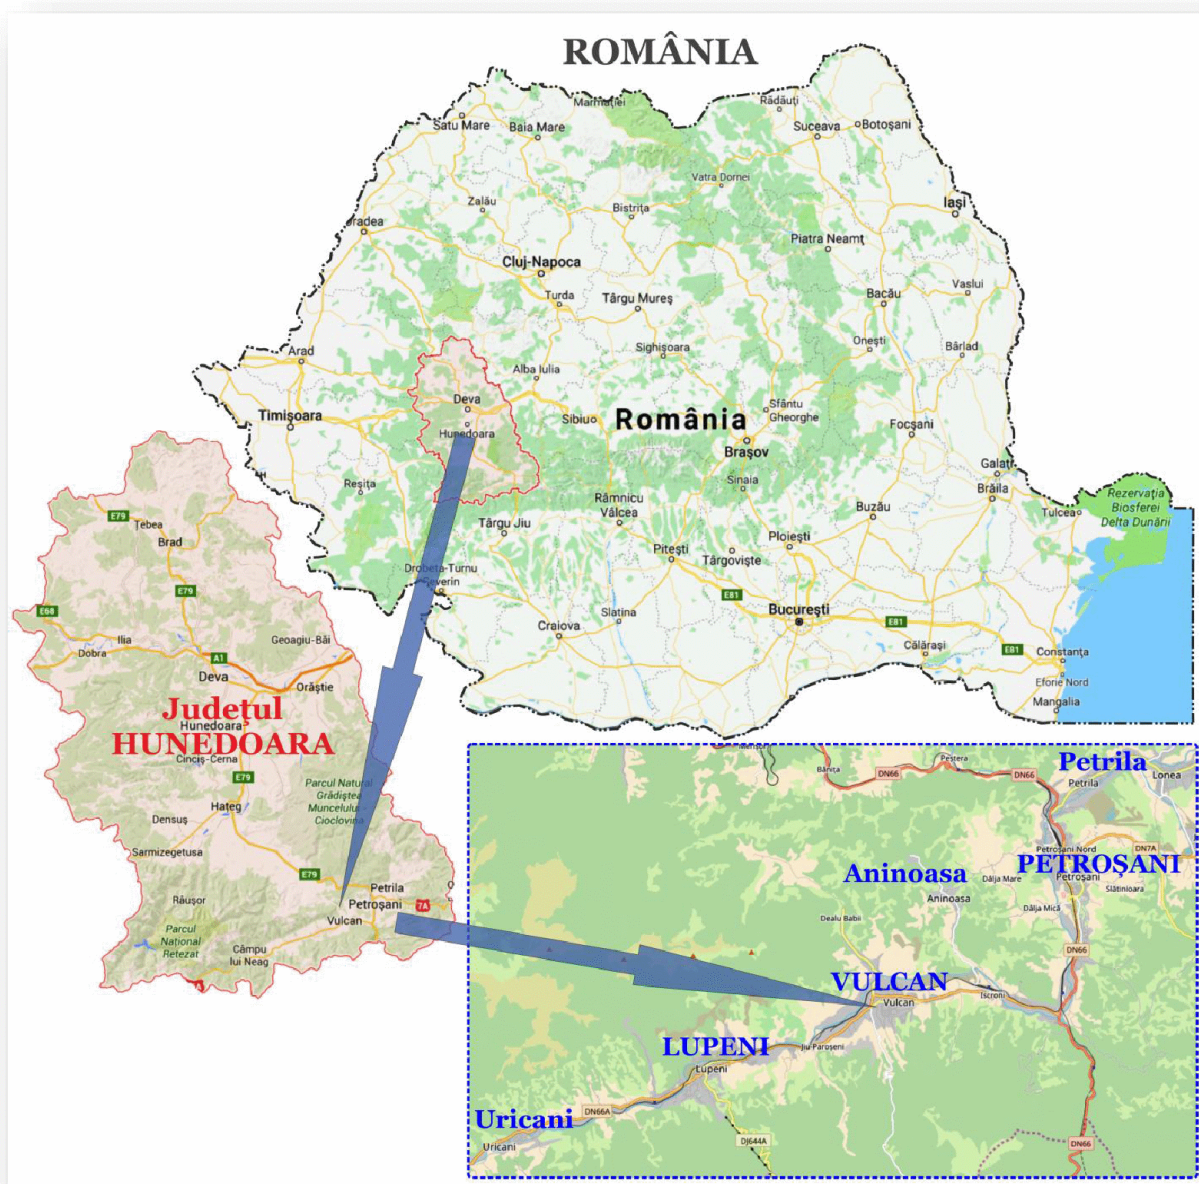 ROMÂNIA
Marmației
Rădăuți
Satu Mare
Baia Mare
Suceava
Botoșani
Vatra Dornei
Zalău
Bistrița
Iași
oradea
Piatra Neamț
Cluj-Napoca
Turda
Târgu Mureș
Bacău
Vaslui
Sighișoara
Onești
Bârlad
Arad
Alba Iulia
Deva
Timișoara
Sibiu
România
Sfântu
Gheorghe
Focșani
Hunedoara
Brașov
Galați
Reșița
Sinaia
Brăila
Rezervația
Biosferei
Delta Dunării
Râmnicu
Vâlcea
Buzău
Tulcea
Târgu Jiu
Ploiești
Pitești
Târgoviște
Drobeta-Turnu
Severin
E81
București
Slatina
Craiova
E81
Călărași
E81
Constanța
Eforie Nord
Mangalia
E79
Țebea
Brad
E79
E68
Ilia
Geoagiu-Băi
Dobra
A1
Deva
Orăștie
Județul
Hunedoara
HUNEDOARA
Cinciș-Cerna
E79
Parcul Natural
Grădiștea
Muncelului -
Cioclovina
Hațeg
Densuș
Sarmizegetusa
E79
Petrila
Râușor
Petroșani
7A
Vulcan
Parcul
Național
Retezat
Câmpu
lui Neag
Bănița
DN66
Peștera
DN66
Petrila
Petrila
Lonea
Petroșani Nord
DN7A
PETROȘANI
Petroșani
Aninoasa
Dâlja Mare
Slătinioara
Aninoasa
Dâlja Mică
Dealu Babii
DN66
VULCAN
Vulcan
Iscroni
LUPENI
Jiu Paroșeni
Lupeni
Uricani
DN66A
Uricani
DJ644A
DN66